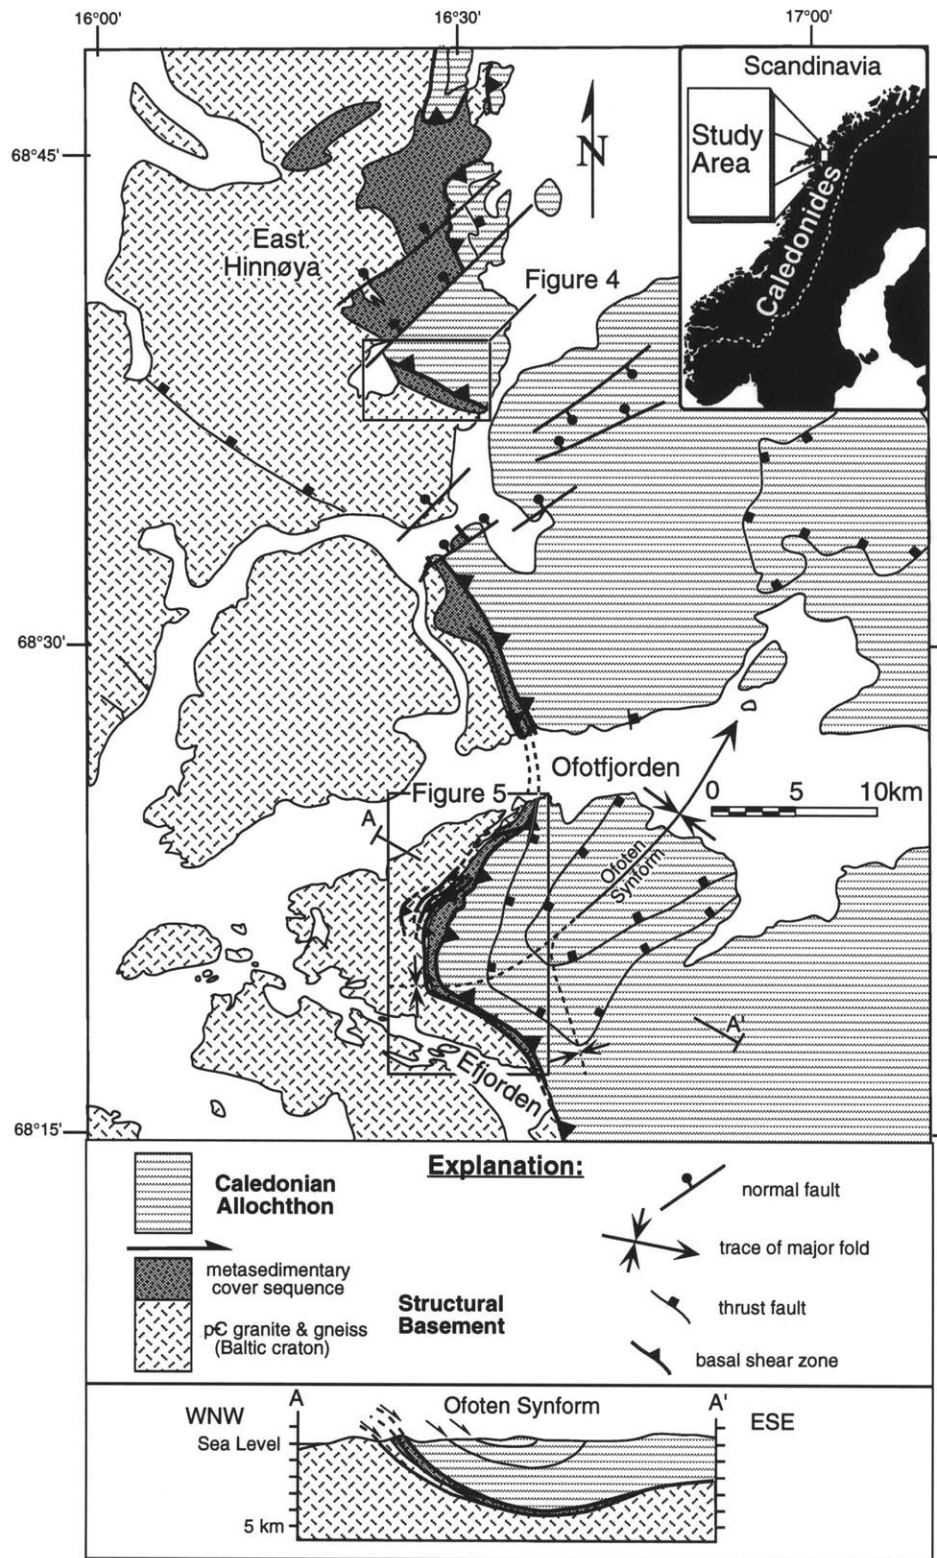 16°00'
16°30'
17°00'
Scandinavia
Study
Area
Caledonides
N
68°45'
East
Hinnøya
Figure 4
68°30'
Ofotfjorden
0 5 10km
Figure 5
A
Ofoten
Synform
A'
Efjorden
68°15'
Explanation:
Caledonian
Allochthon
metasedimentary
cover sequence
Structural
Basement
p€ granite & gneiss
(Baltic craton)
normal fault
trace of major fold
thrust fault
basal shear zone
A
Ofoten Synform
A'
WNW
ESE
Sea Level
5 km